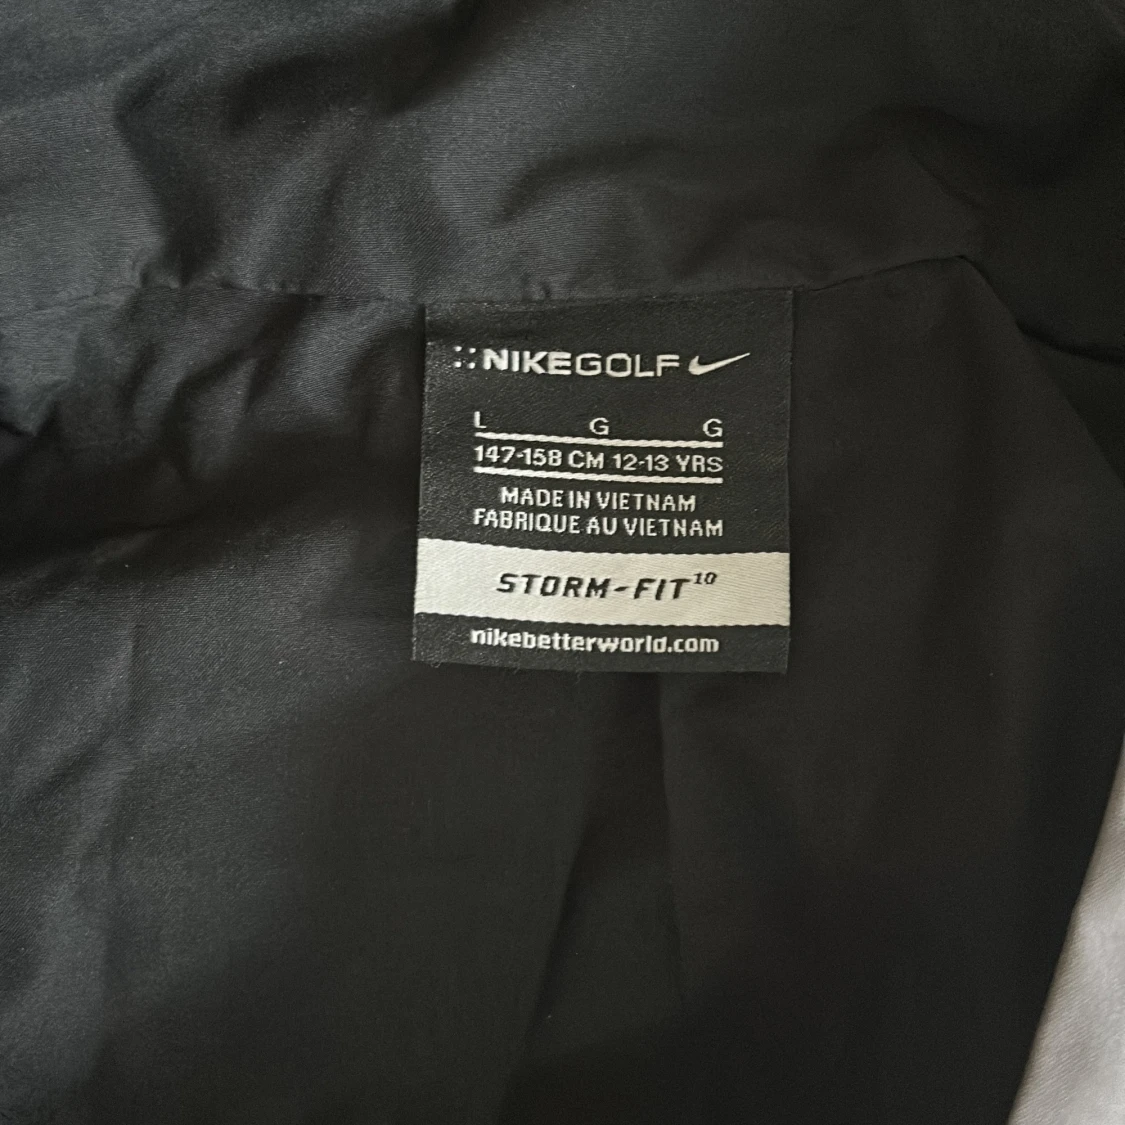 NIKEGOLF
L G G
147-158 CM 12-13 YRS
MADE IN VIETNAM
FABRIQUE AU VIETNAM
STORM-FIT¹⁰
nikebetterworld.com